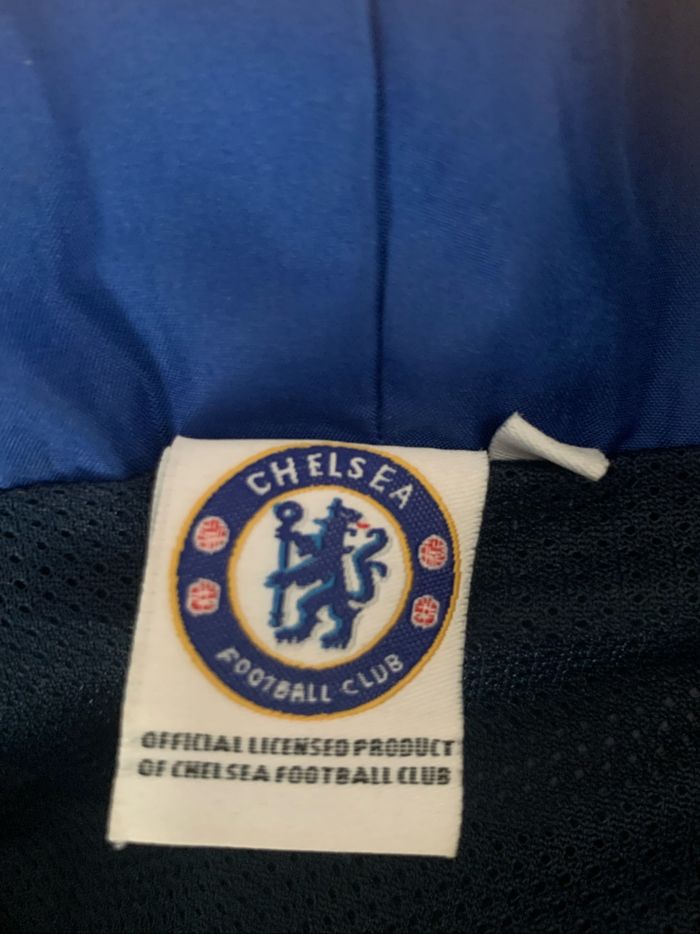 CHELSEA
FOOTBALL CLUB
OFFICIAL LICENSED PRODUCT
OF CHELSEA FOOTBALL CLUB